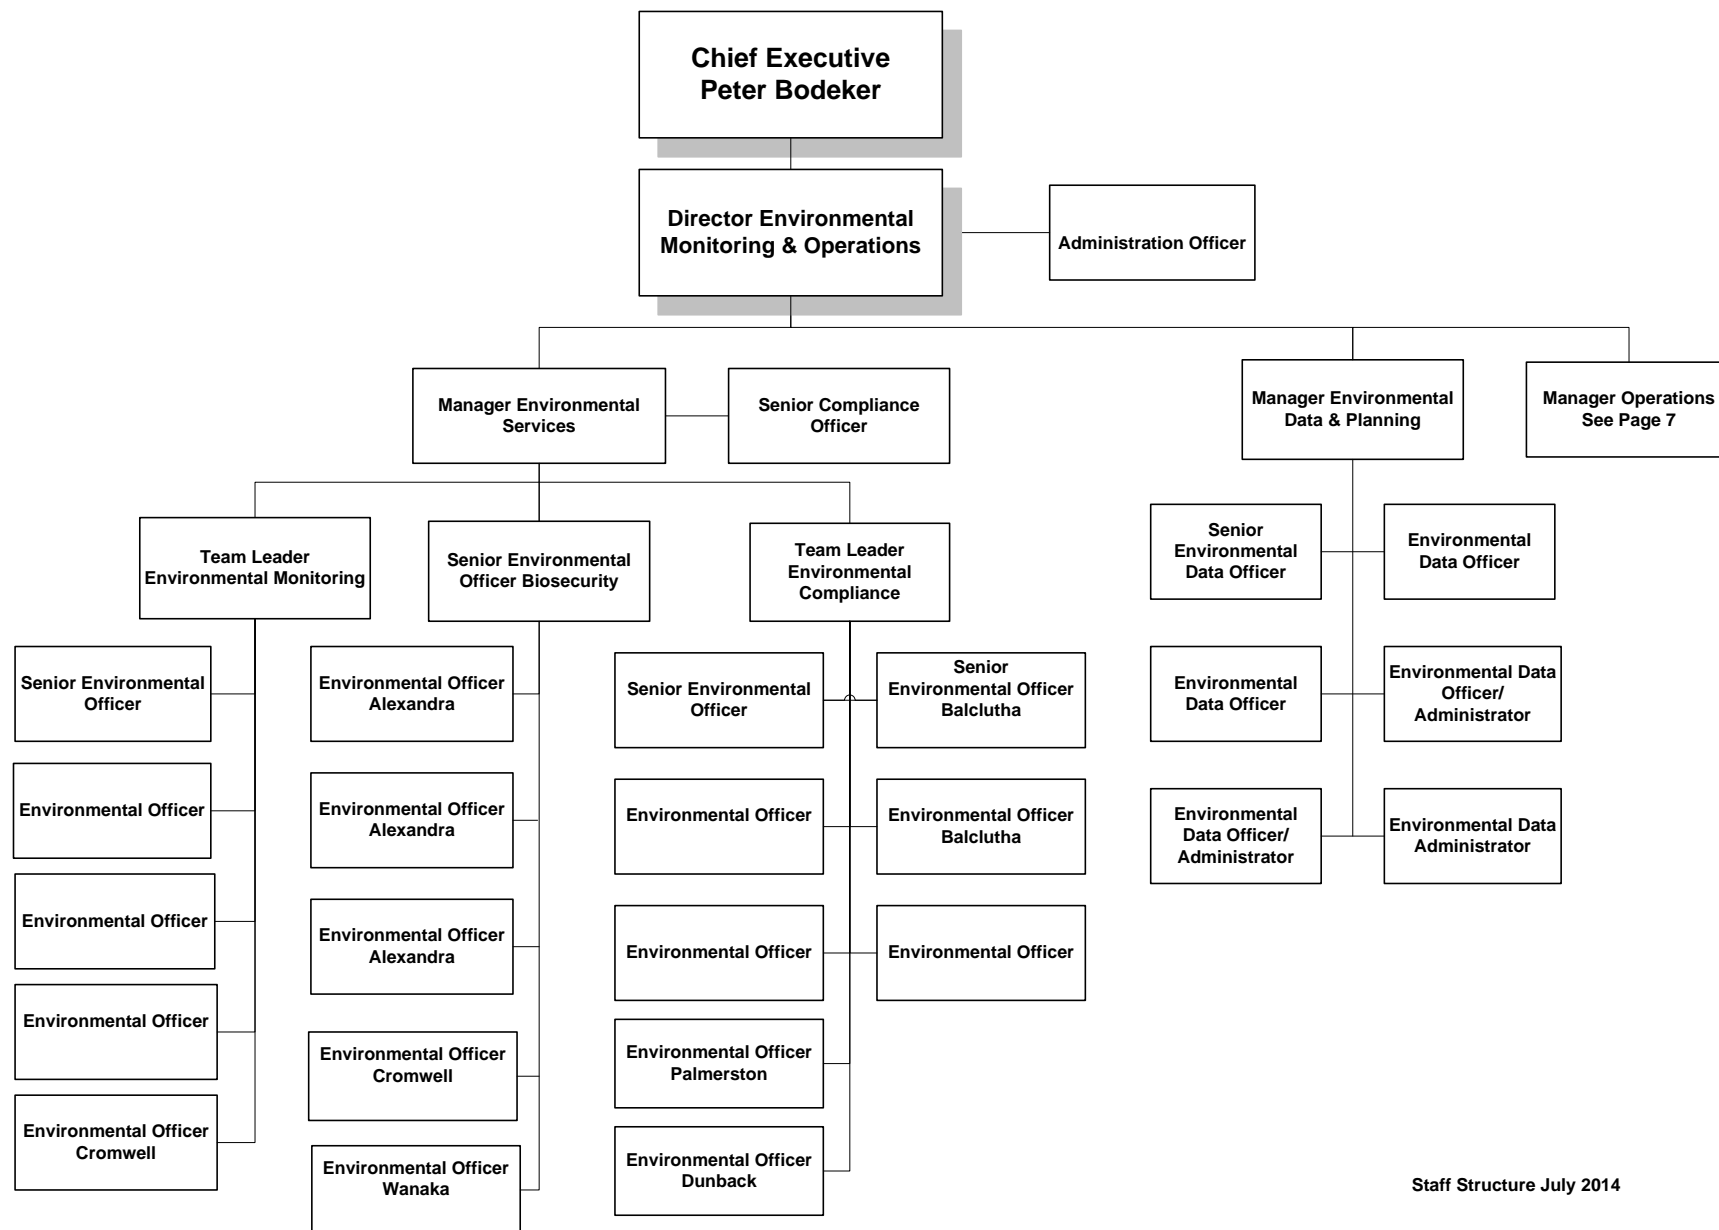 Chief Executive
Peter Bodeker
Director Environmental
Monitoring & Operations
Administration Officer
Manager Environmental
Services
Senior Compliance
Officer
Manager Environmental
Data & Planning
Manager Operations
See Page 7
Team Leader
Environmental Monitoring
Senior Environmental
Officer Biosecurity
Team Leader
Environmental
Compliance
Senior
Environmental
Data Officer
Environmental
Data Officer
Senior Environmental
Officer
Environmental Officer
Environmental Officer
Environmental Officer
Environmental Officer
Cromwell
Environmental Officer
Alexandra
Environmental Officer
Alexandra
Environmental Officer
Alexandra
Environmental Officer
Cromwell
Environmental Officer
Wanaka
Senior Environmental
Officer
Senior
Environmental Officer
Balclutha
Environmental Officer
Environmental Officer
Balclutha
Environmental Officer
Environmental Officer
Environmental Officer
Palmerston
Environmental Officer
Dunback
Environmental
Data Officer
Environmental Data
Officer/
Administrator
Environmental
Data Officer/
Administrator
Environmental Data
Administrator
Staff Structure July 2014